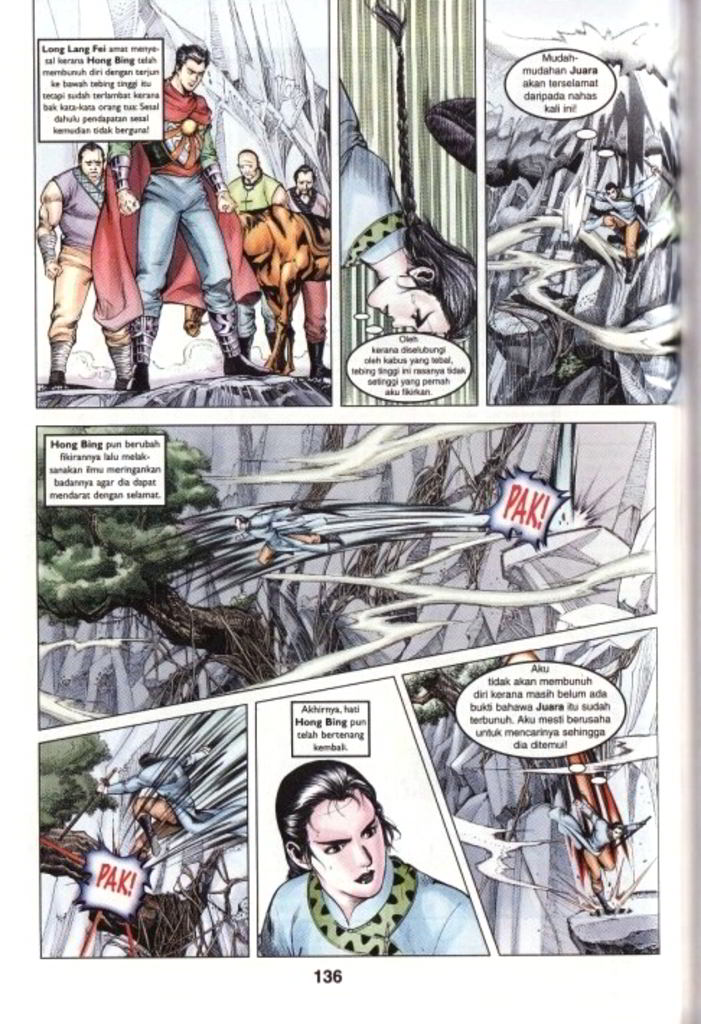 Long Lang Fei amat menye-
sal kerana Hong Bing telah
membunuh diri dengan terjun
ke bawah tebing tinggi itu
tetapi sudah terlambat kerana
bak kata-kata orang tua: Sesal
dahulu pendapatan sesal
kemudian tidak berguna!
Oleh
kerana diselubungi
oleh kabus yang tebal,
tebing tinggi ini rasanya tidak
setinggi yang pernah
aku fikirkan.
Mudah-
mudahan Juara
akan terselamat
daripada nahas
kali ini!
Hong Bing pun berubah
fikirannya lalu melak-
sanakan ilmu meringankan
badannya agar dia dapat
mendarat dengan selamat.
PAK!
PAK!
Akhirnya, hati
Hong Bing pun
telah bertenang
kembali.
Aku
tidak akan membunuh
diri kerana masih belum ada
bukti bahawa Juara itu sudah
terbunuh. Aku mesti berusaha
untuk mencarinya sehingga
dia ditemui!
136